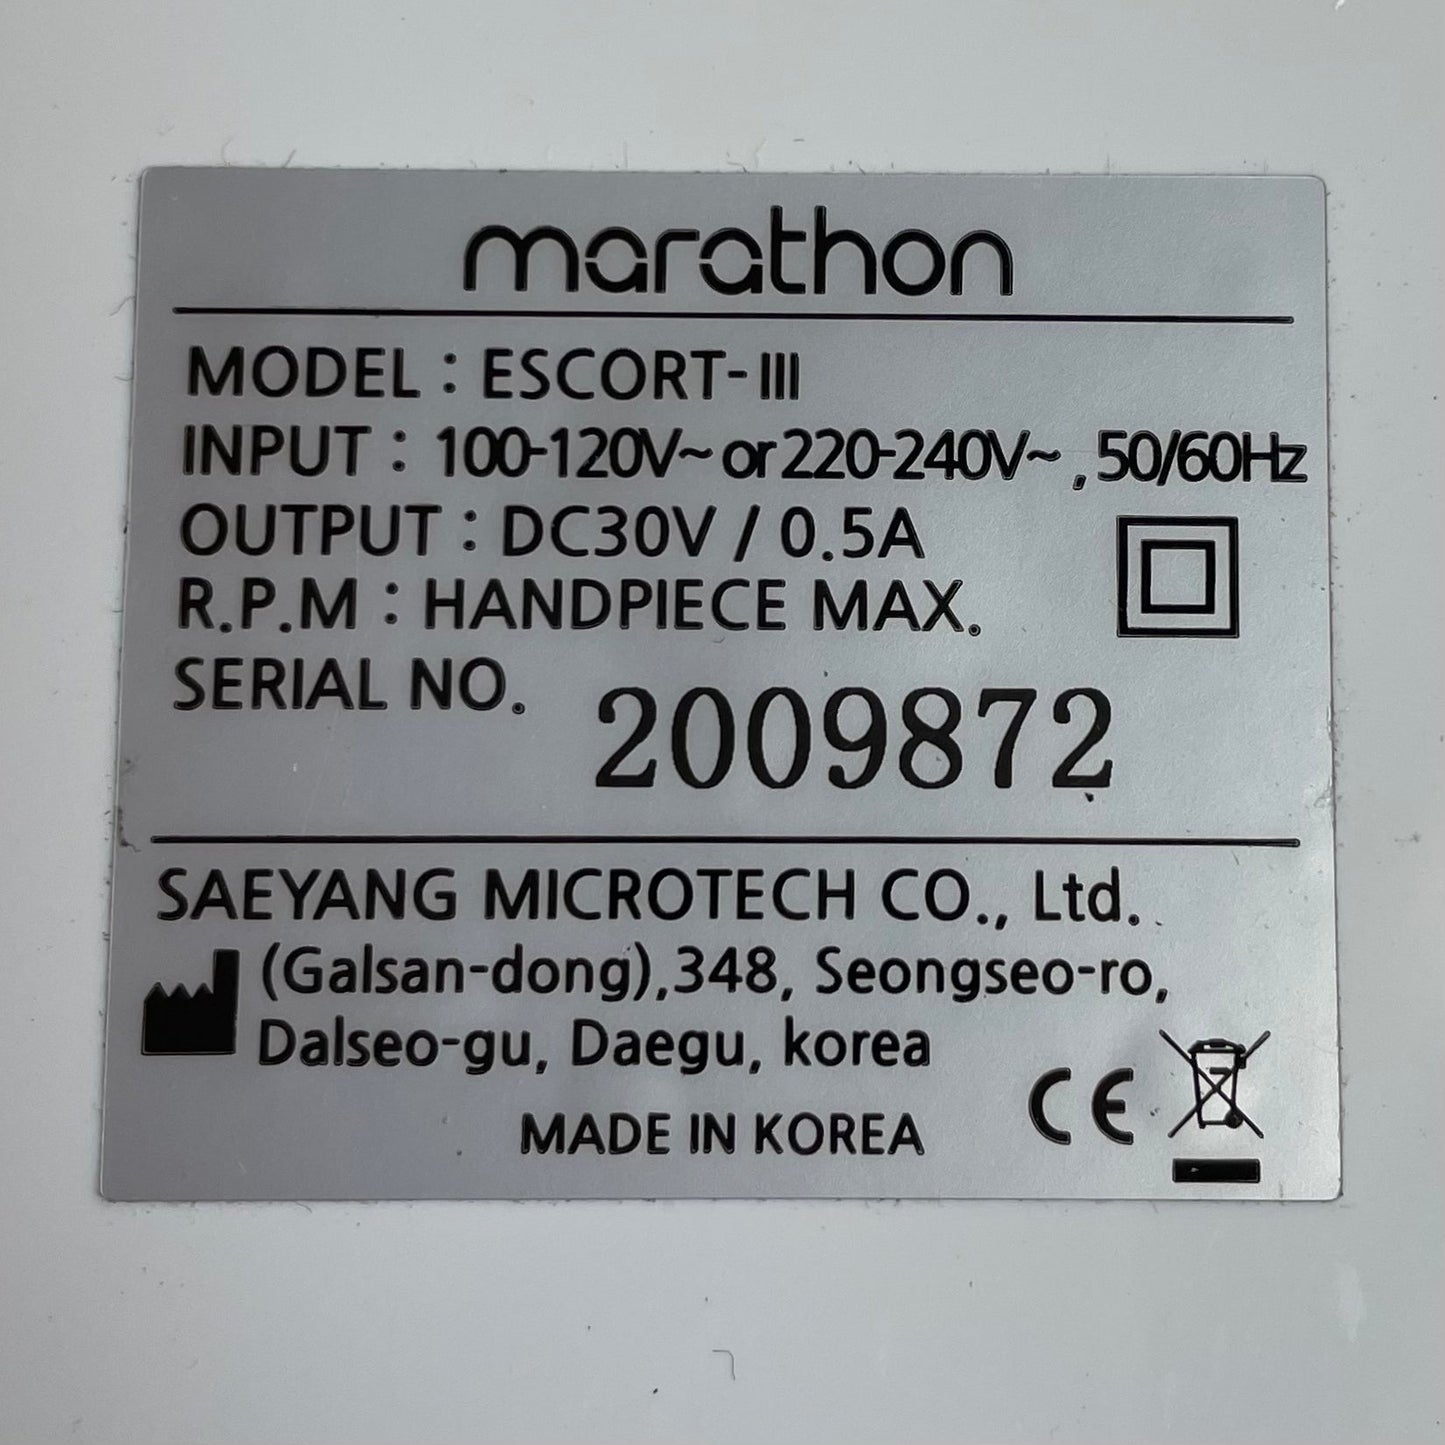 marathon
MODEL : ESCORT-III
INPUT : 100-120V~ or 220-240V~ , 50/60Hz
OUTPUT : DC30V / 0.5A
R.P.M : HANDPIECE MAX.
SERIAL NO. 2009872
SAEYANG MICROTECH CO., Ltd.
(Galsan-dong),348, Seongseo-ro,
Dalseo-gu, Daegu, korea
CE
MADE IN KOREA